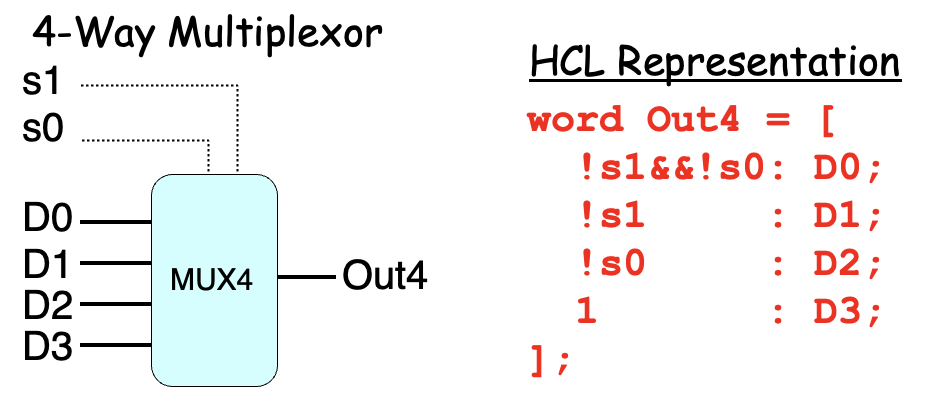 4-Way Multiplexor
s1
s0
D0
D1
D2
D3
MUX4
Out4
HCL Representation
word Out4 = [
!s1&&!s0: D0;
!s1 : D1;
!s0 : D2;
1 : D3;
];